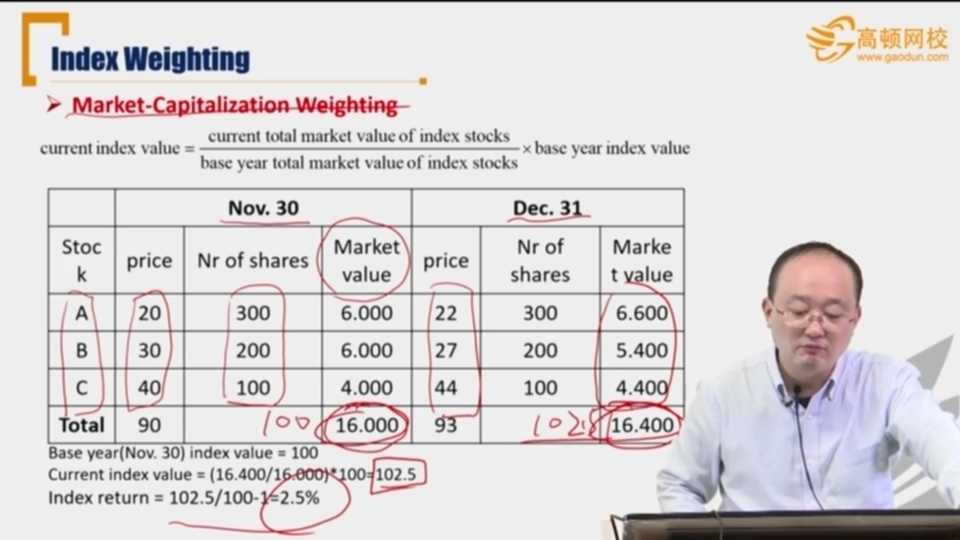 Index Weighting
高顿网校
www.gaodun.com
➤ Market-Capitalization Weighting
current index value = current total market value of index stocks / base year total market value of index stocks × base year index value
Nov. 30 Dec. 31
Stoc k price Nr of shares Market value price Nr of shares Marke t value
A 20 300 6.000 22 300 6.600
B 30 200 6.000 27 200 5.400
C 40 100 4.000 44 100 4.400
Total 90 100 16.000 93 102.5 16.400
Base year(Nov. 30) index value = 100
Current index value = (16.400/16.000)*100=102.5
Index return = 102.5/100-1=2.5%